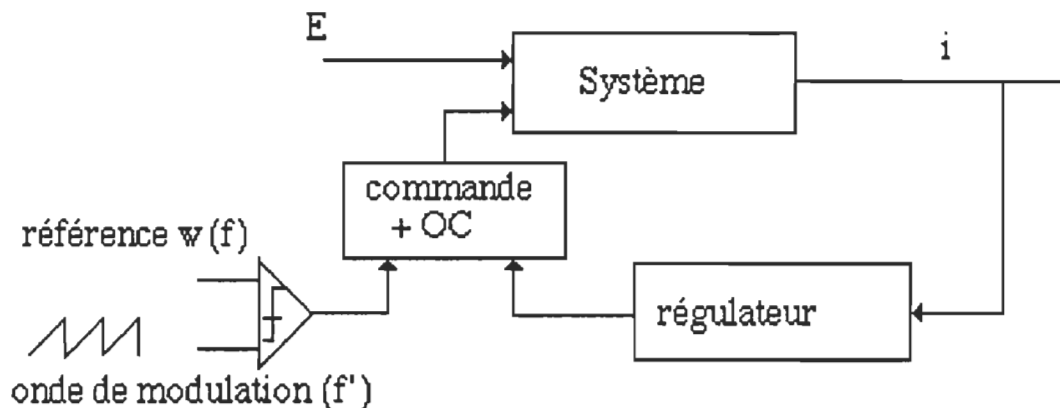 E
i
Système
commande
+ OC
référence w (f)
régulateur
onde de modulation (f')